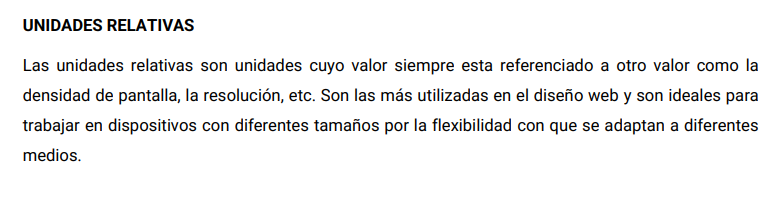 UNIDADES RELATIVAS
Las unidades relativas son unidades cuyo valor siempre esta referenciado a otro valor como la
densidad de pantalla, la resolución, etc. Son las más utilizadas en el diseño web y son ideales para
trabajar en dispositivos con diferentes tamaños por la flexibilidad con que se adaptan a diferentes
medios.